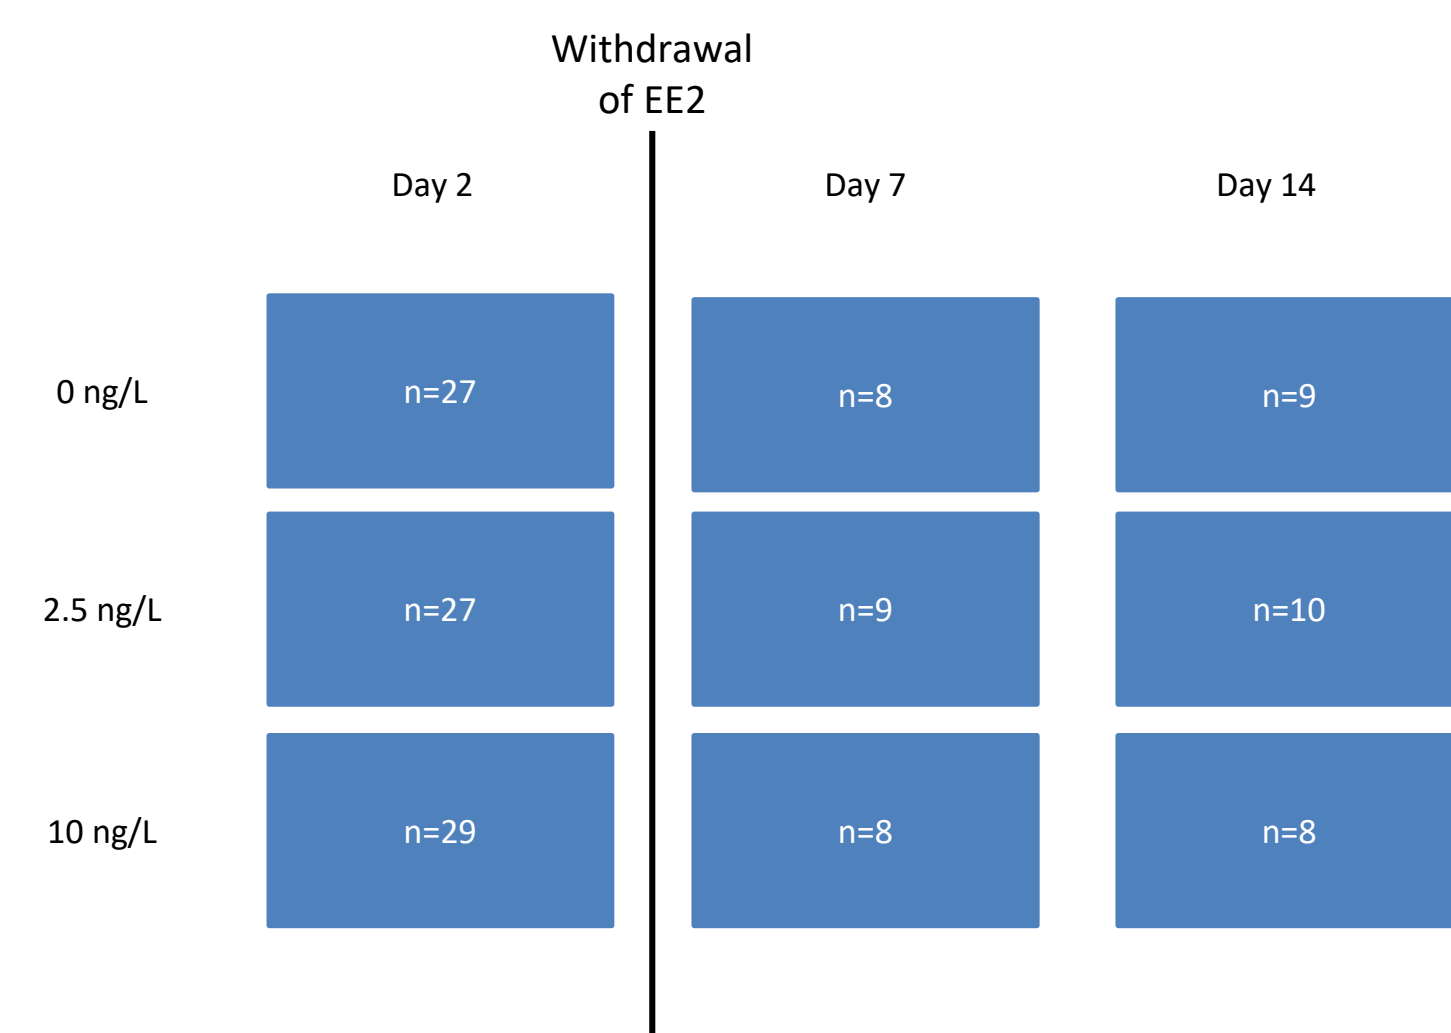 Withdrawal
of EE2
Day 2
Day 7
Day 14
0 ng/L
n=27
n=8
n=9
2.5 ng/L
n=27
n=9
n=10
10 ng/L
n=29
n=8
n=8